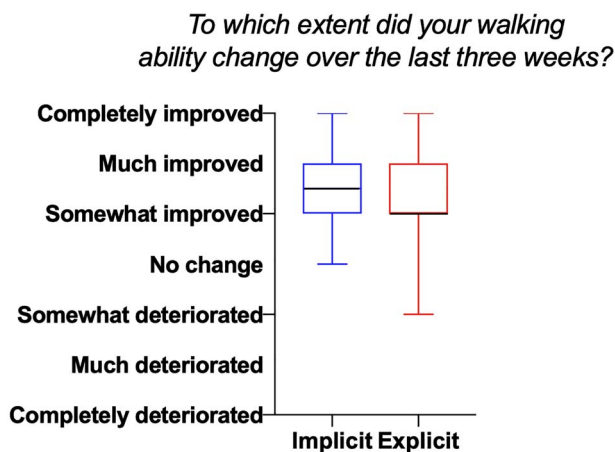 To which extent did your walking
ability change over the last three weeks?
Completely improved
Much improved
Somewhat improved
No change
Somewhat deteriorated
Much deteriorated
Completely deteriorated
Implicit Explicit